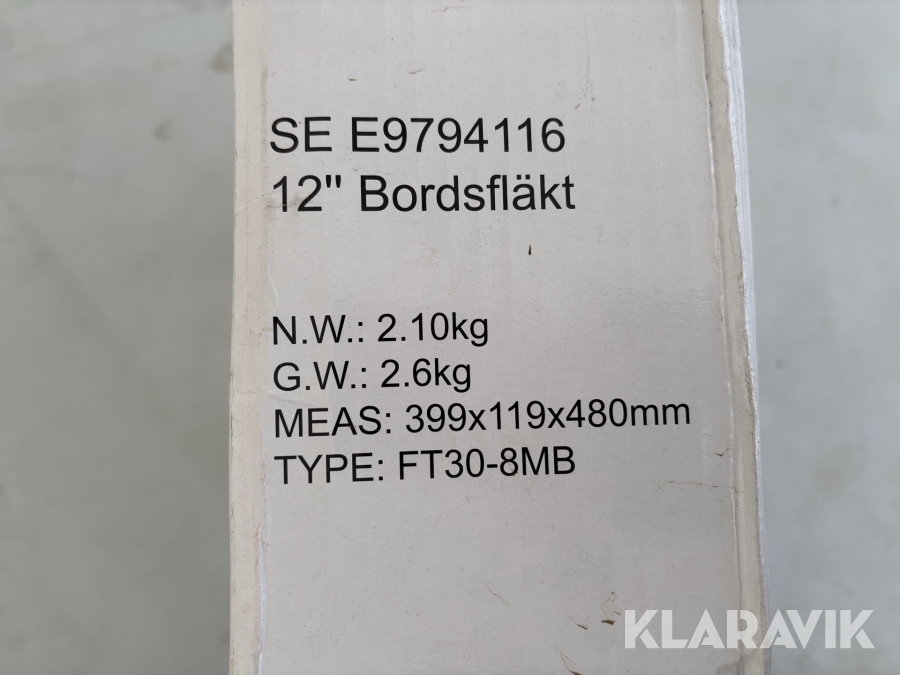 SE E9794116
12" Bordsfläkt
N.W.: 2.10kg
G.W.: 2.6kg
MEAS: 399x119x480mm
TYPE: FT30-8MB
KLARAVIK